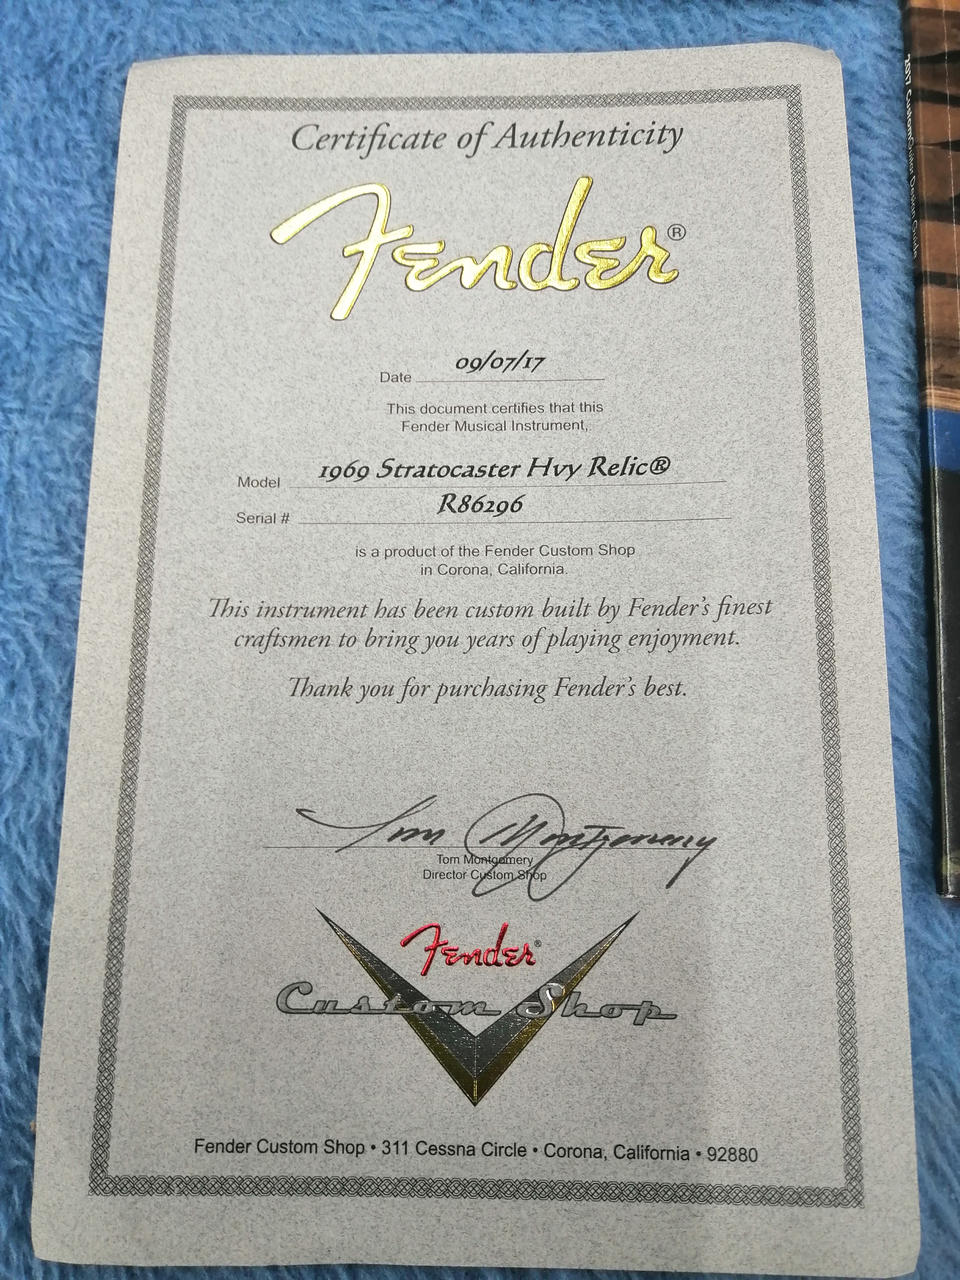 Certificate of Authenticity
Fender®
Date 09/07/17
This document certifies that this
Fender Musical Instrument,
Model 1969 Stratocaster Hvy Relic®
Serial # R86296
is a product of the Fender Custom Shop
in Corona, California.
This instrument has been custom built by Fender's finest
craftsmen to bring you years of playing enjoyment.
Thank you for purchasing Fender's best.
Tom Montgomery
Tom Montgomery
Director Custom Shop
Fender®
Custom Shop
Fender Custom Shop • 311 Cessna Circle • Corona, California • 92880